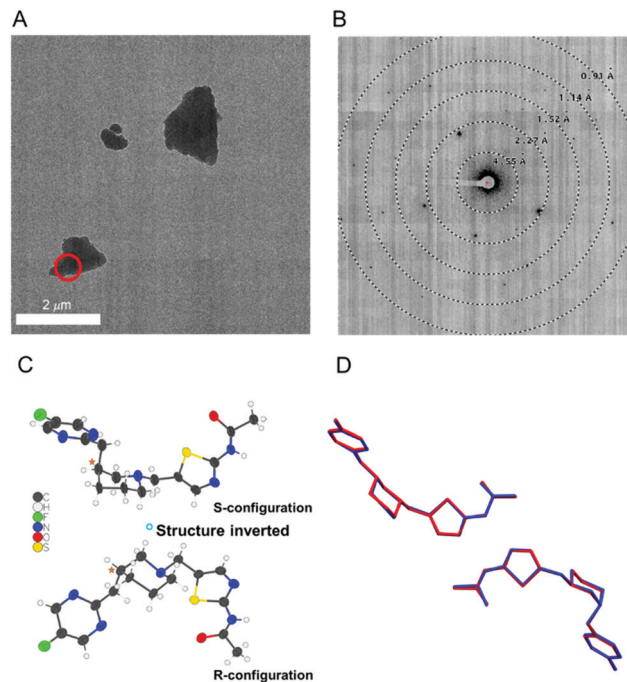 A
B
2 μm
0.91 Å
1.14 Å
1.52 Å
2.27 Å
4.55 Å
C
D
S-configuration
C
H
F
N
O
S
Structure inverted
R-configuration